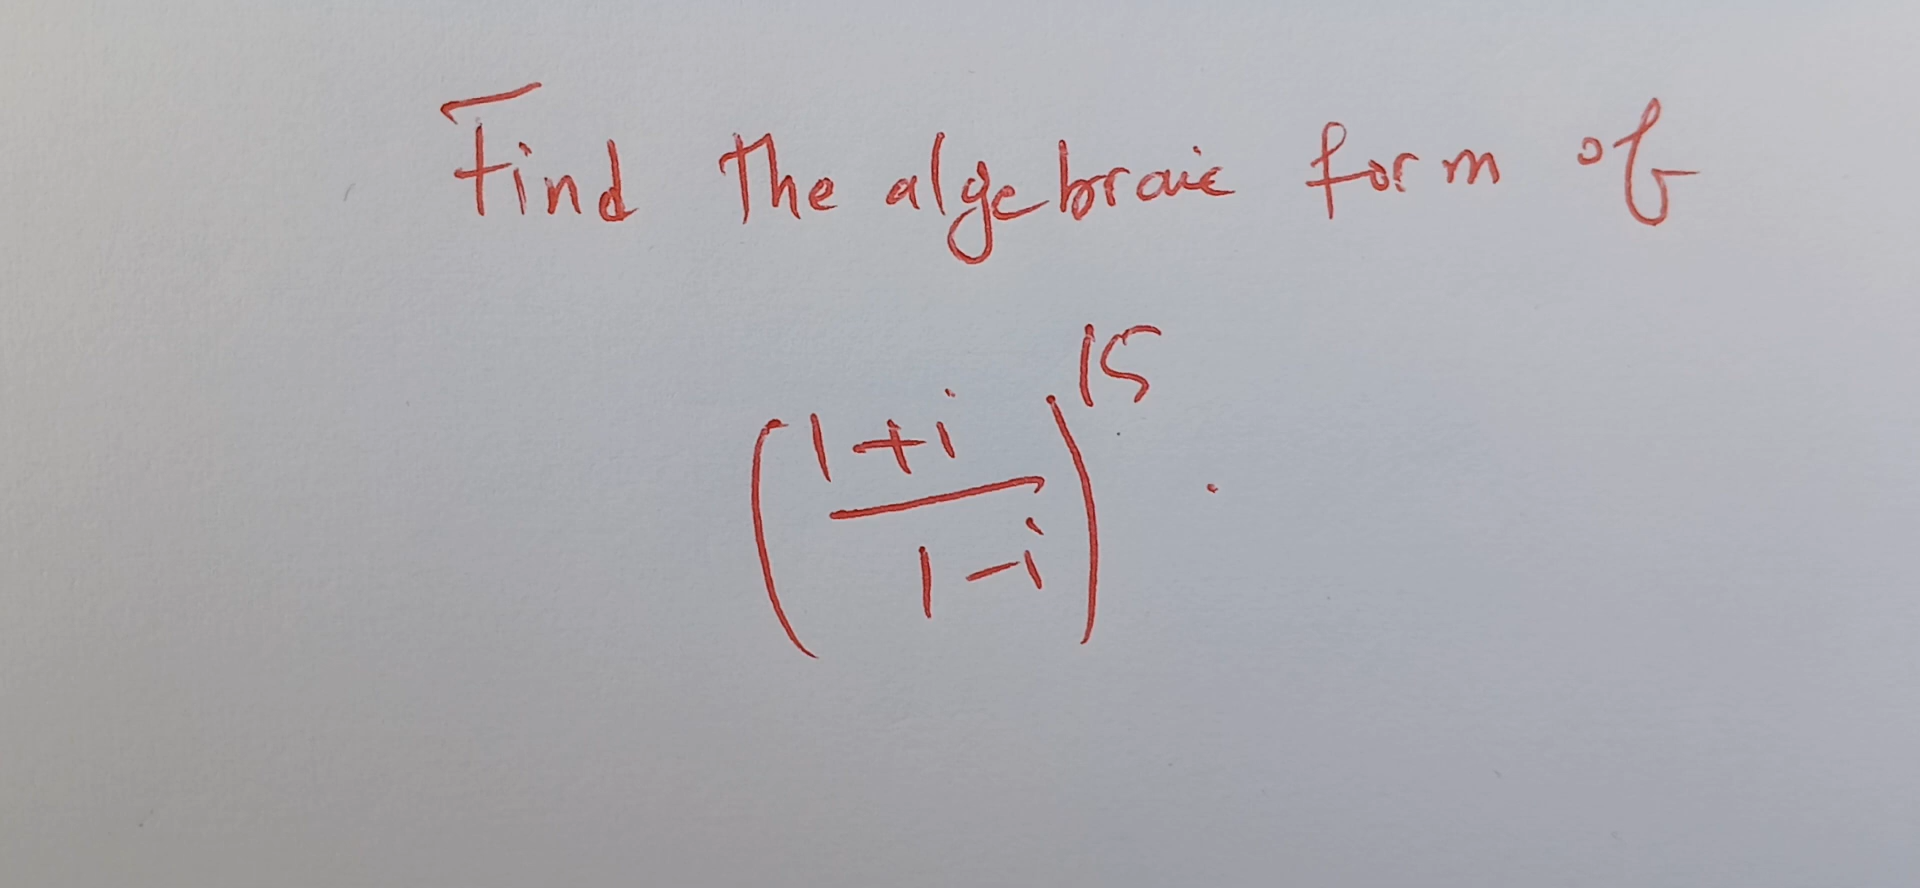 Find the algebraic form of
(1+i / 1-i)^15 .